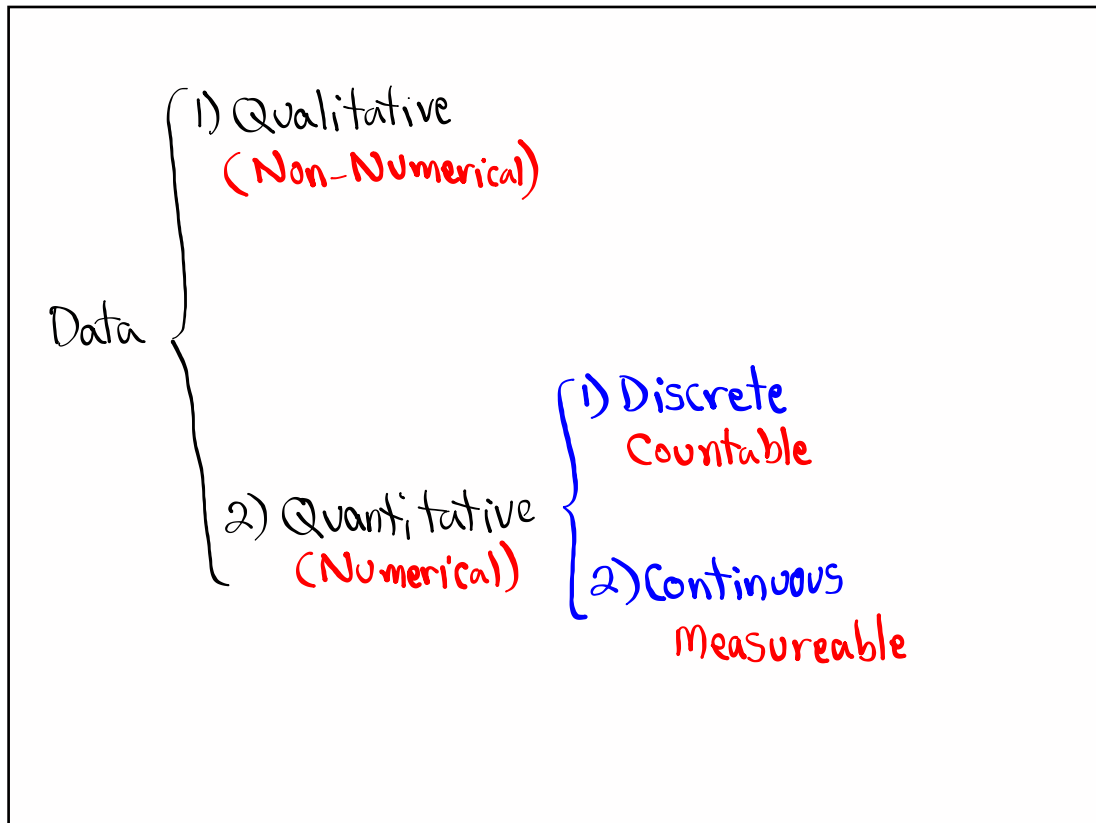 1) Qualitative
(Non-Numerical)
Data
1) Discrete
Countable
2) Quantitative
(Numerical)
2) Continuous
Measureable